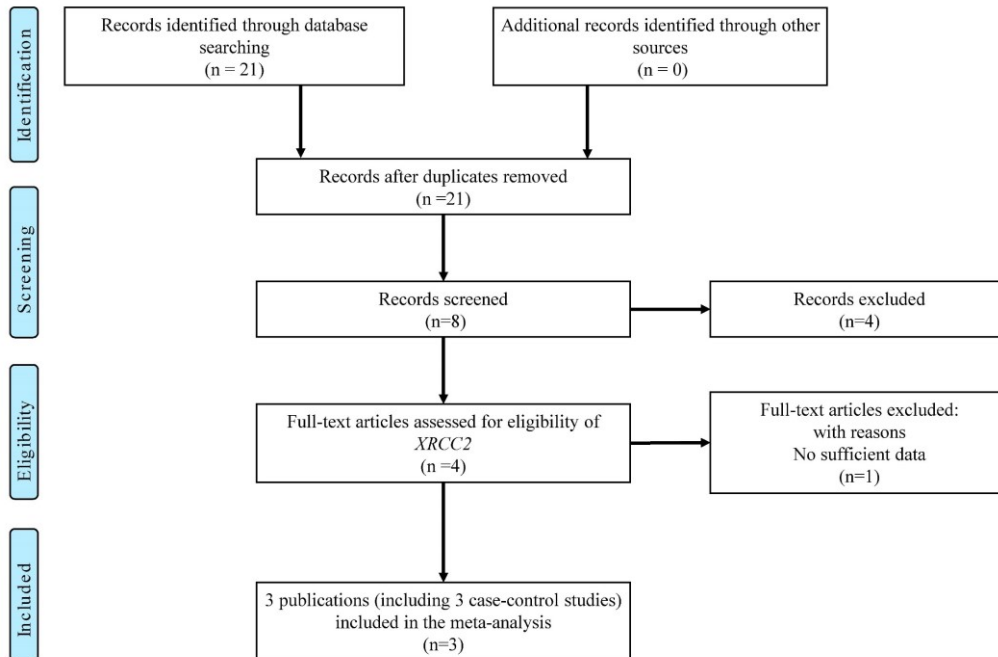 Identification
Records identified through database
searching
(n = 21)
Additional records identified through other
sources
(n = 0)
Records after duplicates removed
(n =21)
Screening
Records screened
(n=8)
Records excluded
(n=4)
Eligibility
Full-text articles assessed for eligibility of
XRCC2
(n =4)
Full-text articles excluded:
with reasons
No sufficient data
(n=1)
Included
3 publications (including 3 case-control studies)
included in the meta-analysis
(n=3)